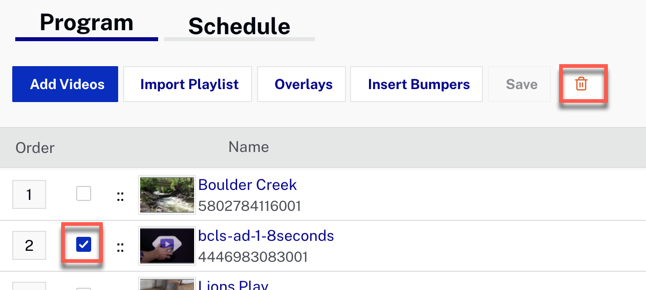 Program Schedule
Add Videos Import Playlist Overlays Insert Bumpers Save
Order Name
1 :: Boulder Creek
5802784116001
2 :: bcls-ad-1-8seconds
4446983083001
Lions Play